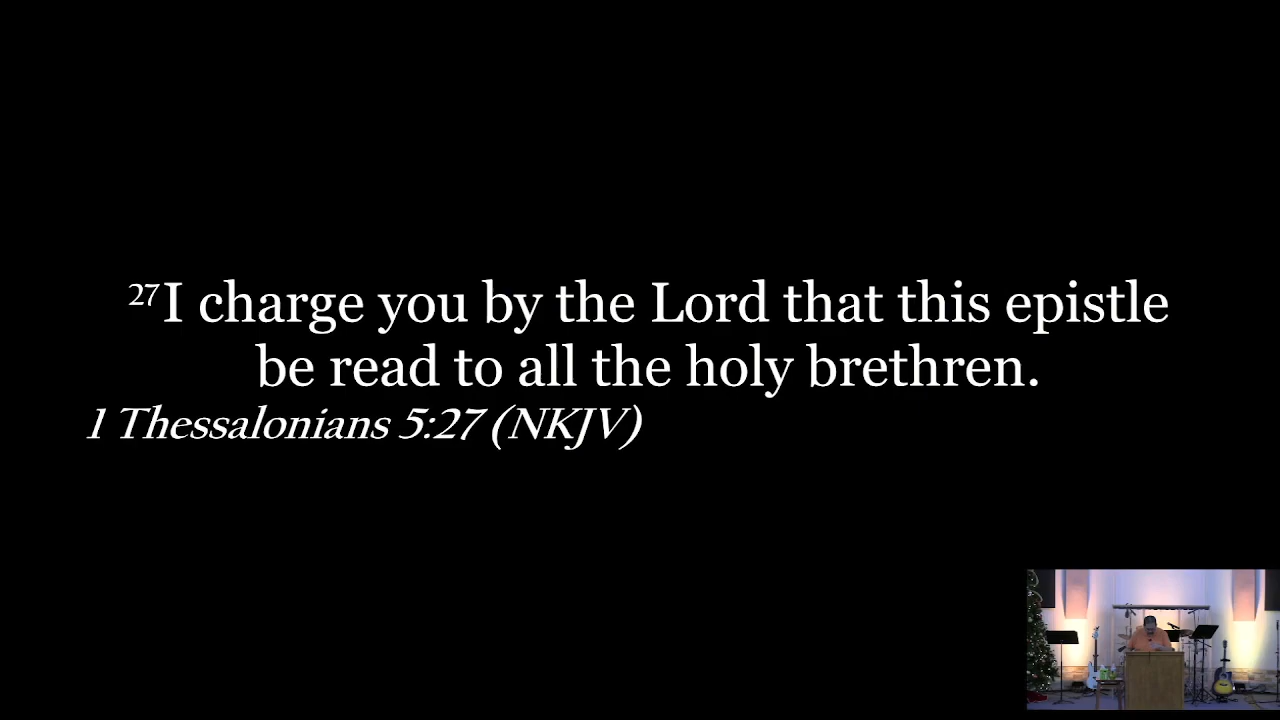 27I charge you by the Lord that this epistle
be read to all the holy brethren.
1 Thessalonians 5:27 (NKJV)